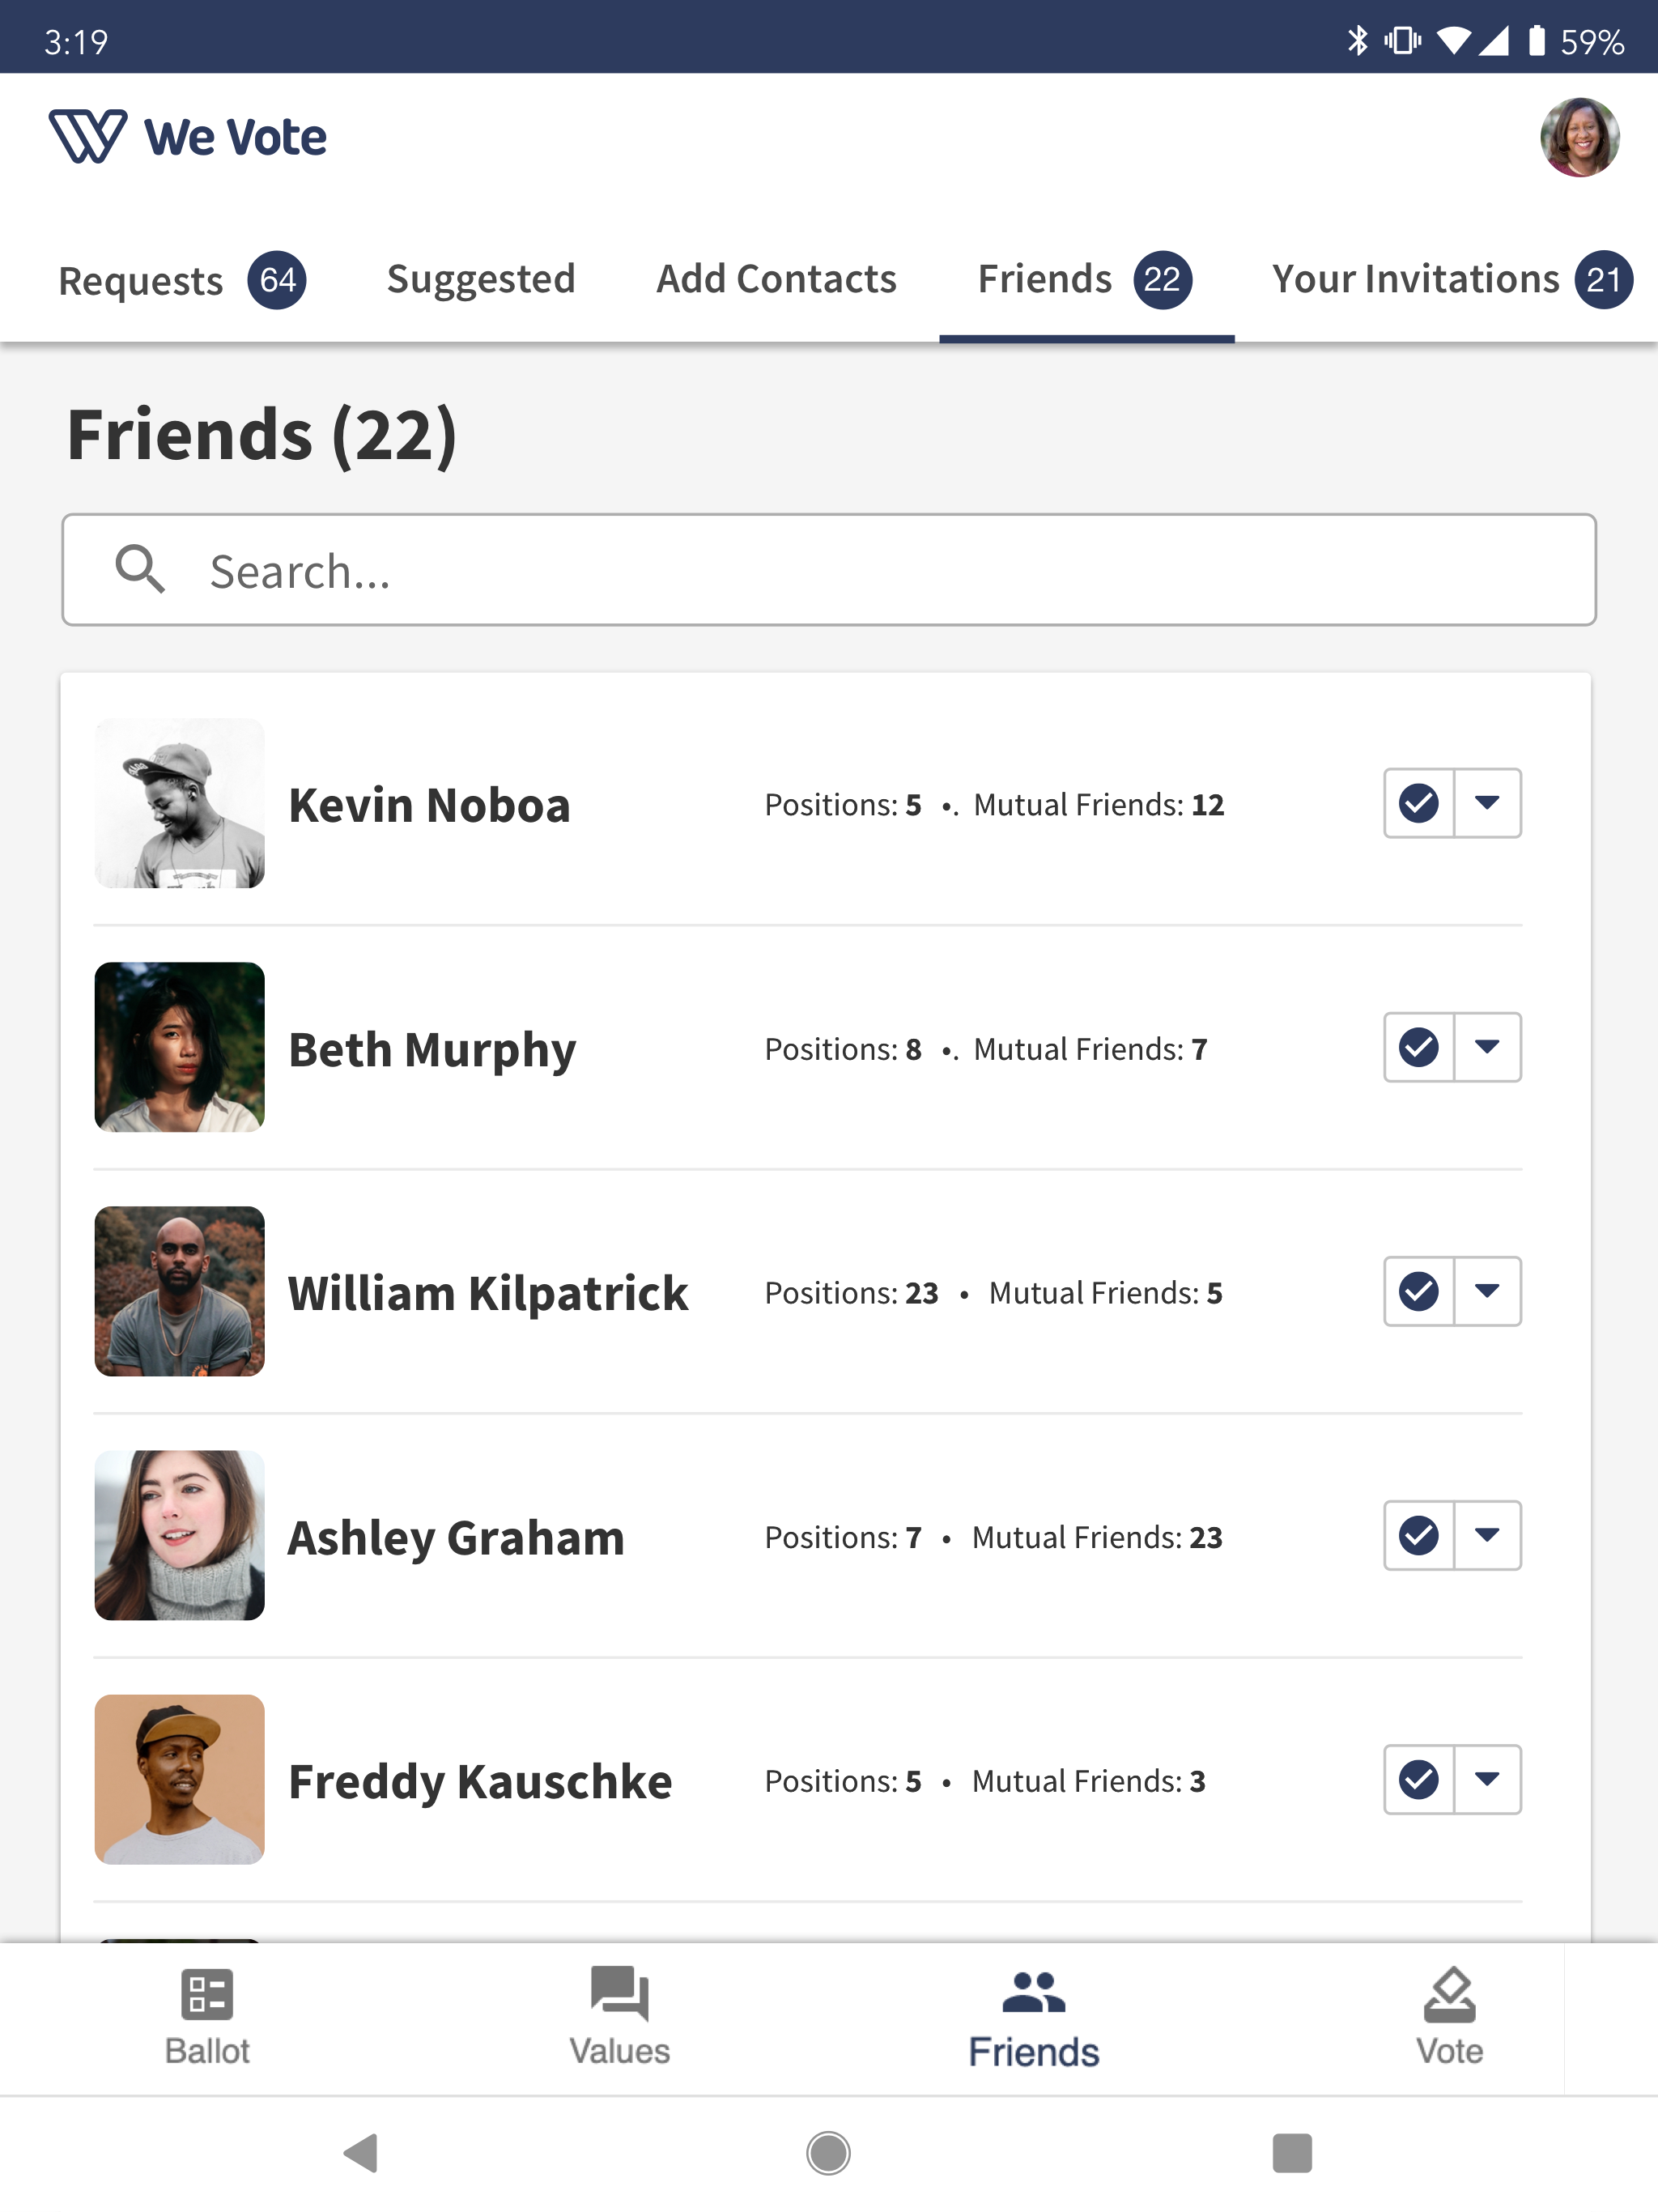 3:19 59%
We Vote
Requests 64 Suggested Add Contacts Friends 22 Your Invitations 21
Friends (22)
Search...
Kevin Noboa Positions: 5 •. Mutual Friends: 12
Beth Murphy Positions: 8 •. Mutual Friends: 7
William Kilpatrick Positions: 23 • Mutual Friends: 5
Ashley Graham Positions: 7 • Mutual Friends: 23
Freddy Kauschke Positions: 5 • Mutual Friends: 3
Ballot Values Friends Vote